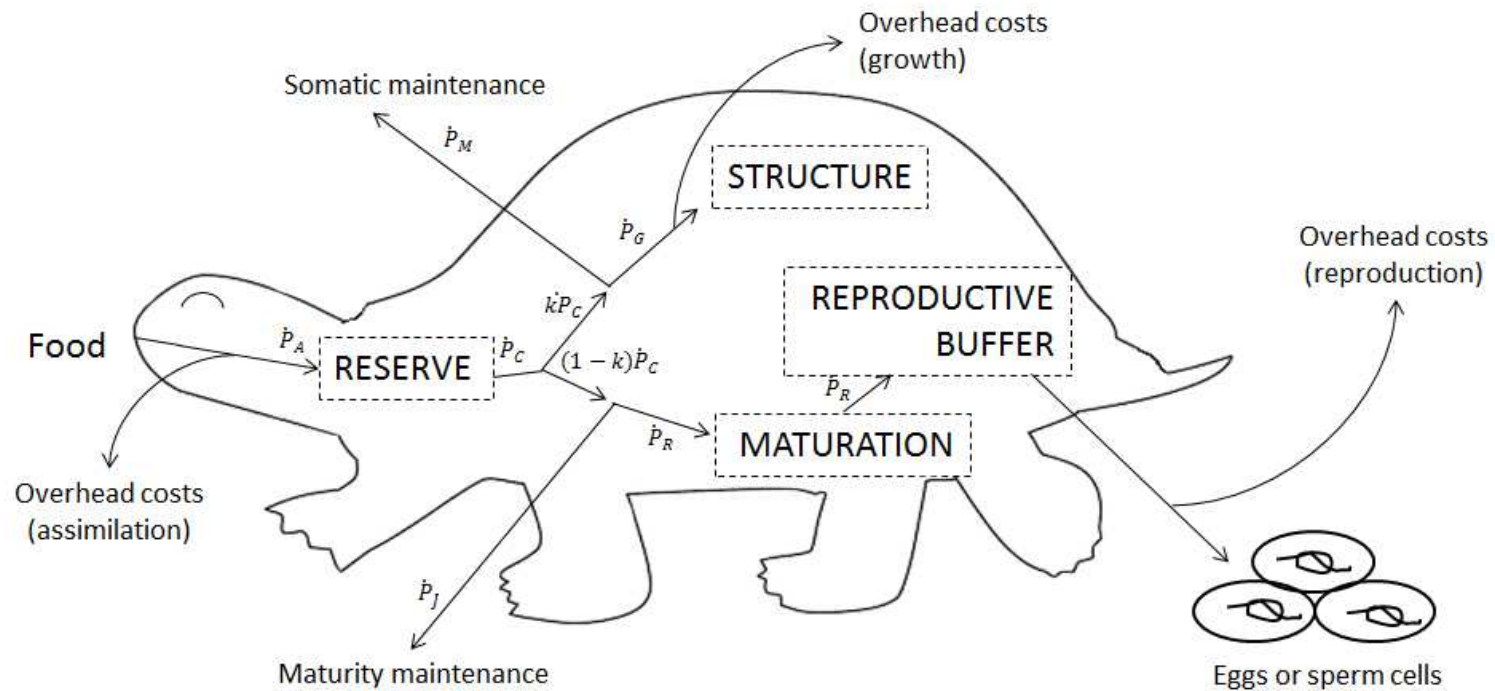 Overhead costs
(growth)
Somatic maintenance
Ṗ_M
STRUCTURE
Ṗ_G
Overhead costs
(reproduction)
REPRODUCTIVE
BUFFER
k̇P_C
Food
Ṗ_A
RESERVE
Ṗ_C
(1 − k)Ṗ_C
Ṗ_R
Ṗ_R
MATURATION
Overhead costs
(assimilation)
Ṗ_J
Maturity maintenance
Eggs or sperm cells